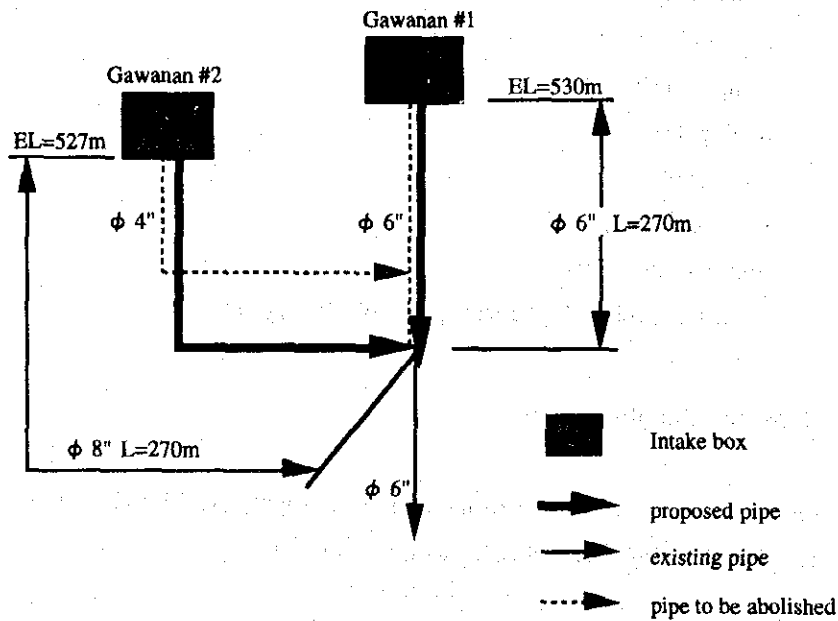 Gawanan #1
Gawanan #2
EL=530m
EL=527m
ϕ 4"
ϕ 6"
ϕ 6" L=270m
ϕ 8" L=270m
ϕ 6"
Intake box
proposed pipe
existing pipe
pipe to be abolished